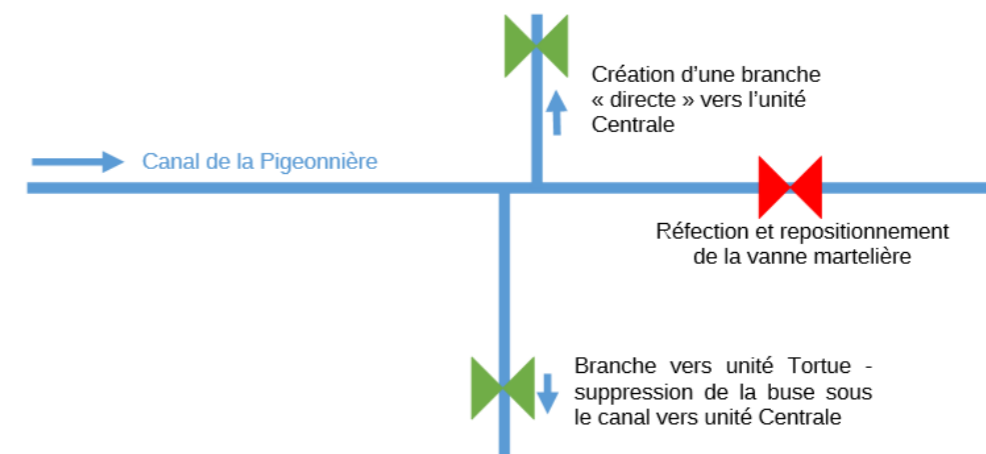 Création d’une branche
« directe » vers l’unité
Centrale
Canal de la Pigeonnière
Réfection et repositionnement
de la vanne martelière
Branche vers unité Tortue -
suppression de la buse sous
le canal vers unité Centrale